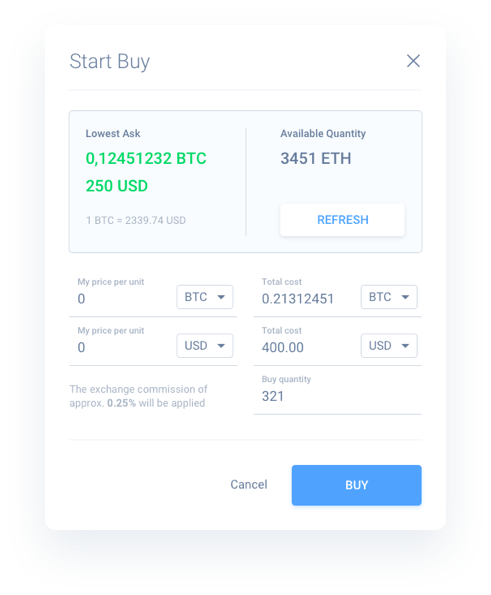 Start Buy
Lowest Ask
0,12451232 BTC
250 USD
1 BTC = 2339.74 USD
Available Quantity
3451 ETH
REFRESH
My price per unit
0
BTC
Total cost
0.21312451
BTC
My price per unit
0
USD
Total cost
400.00
USD
The exchange commission of
approx. 0.25% will be applied
Buy quantity
321
Cancel
BUY